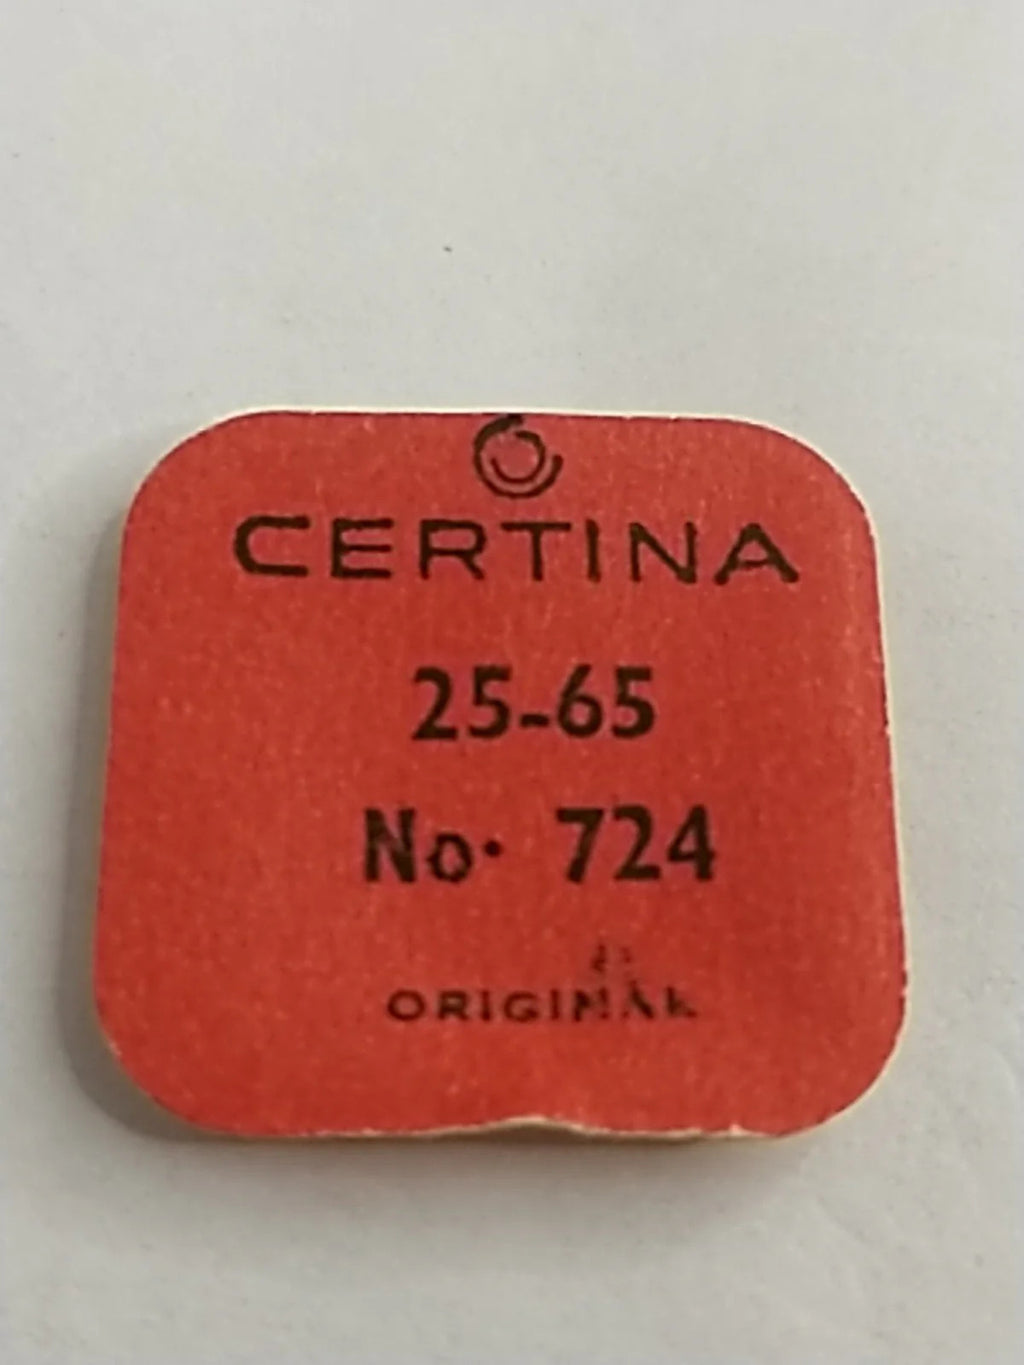 CERTINA
25-65
No. 724
ORIGINAL